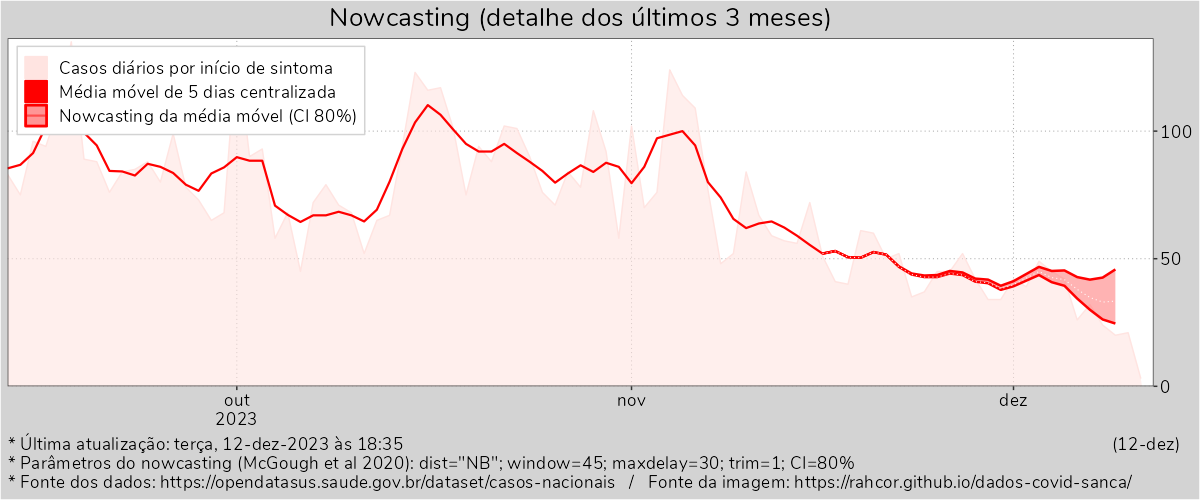 Nowcasting (detalhe dos últimos 3 meses)
Casos diários por início de sintoma
Média móvel de 5 dias centralizada
Nowcasting da média móvel (CI 80%)
100
50
0
out
2023
nov
dez
(12-dez)
* Última atualização: terça, 12-dez-2023 às 18:35
* Parâmetros do nowcasting (McGough et al 2020): dist="NB"; window=45; maxdelay=30; trim=1; CI=80%
* Fonte dos dados: https://opendatasus.saude.gov.br/dataset/casos-nacionais / Fonte da imagem: https://rahcor.github.io/dados-covid-sanca/